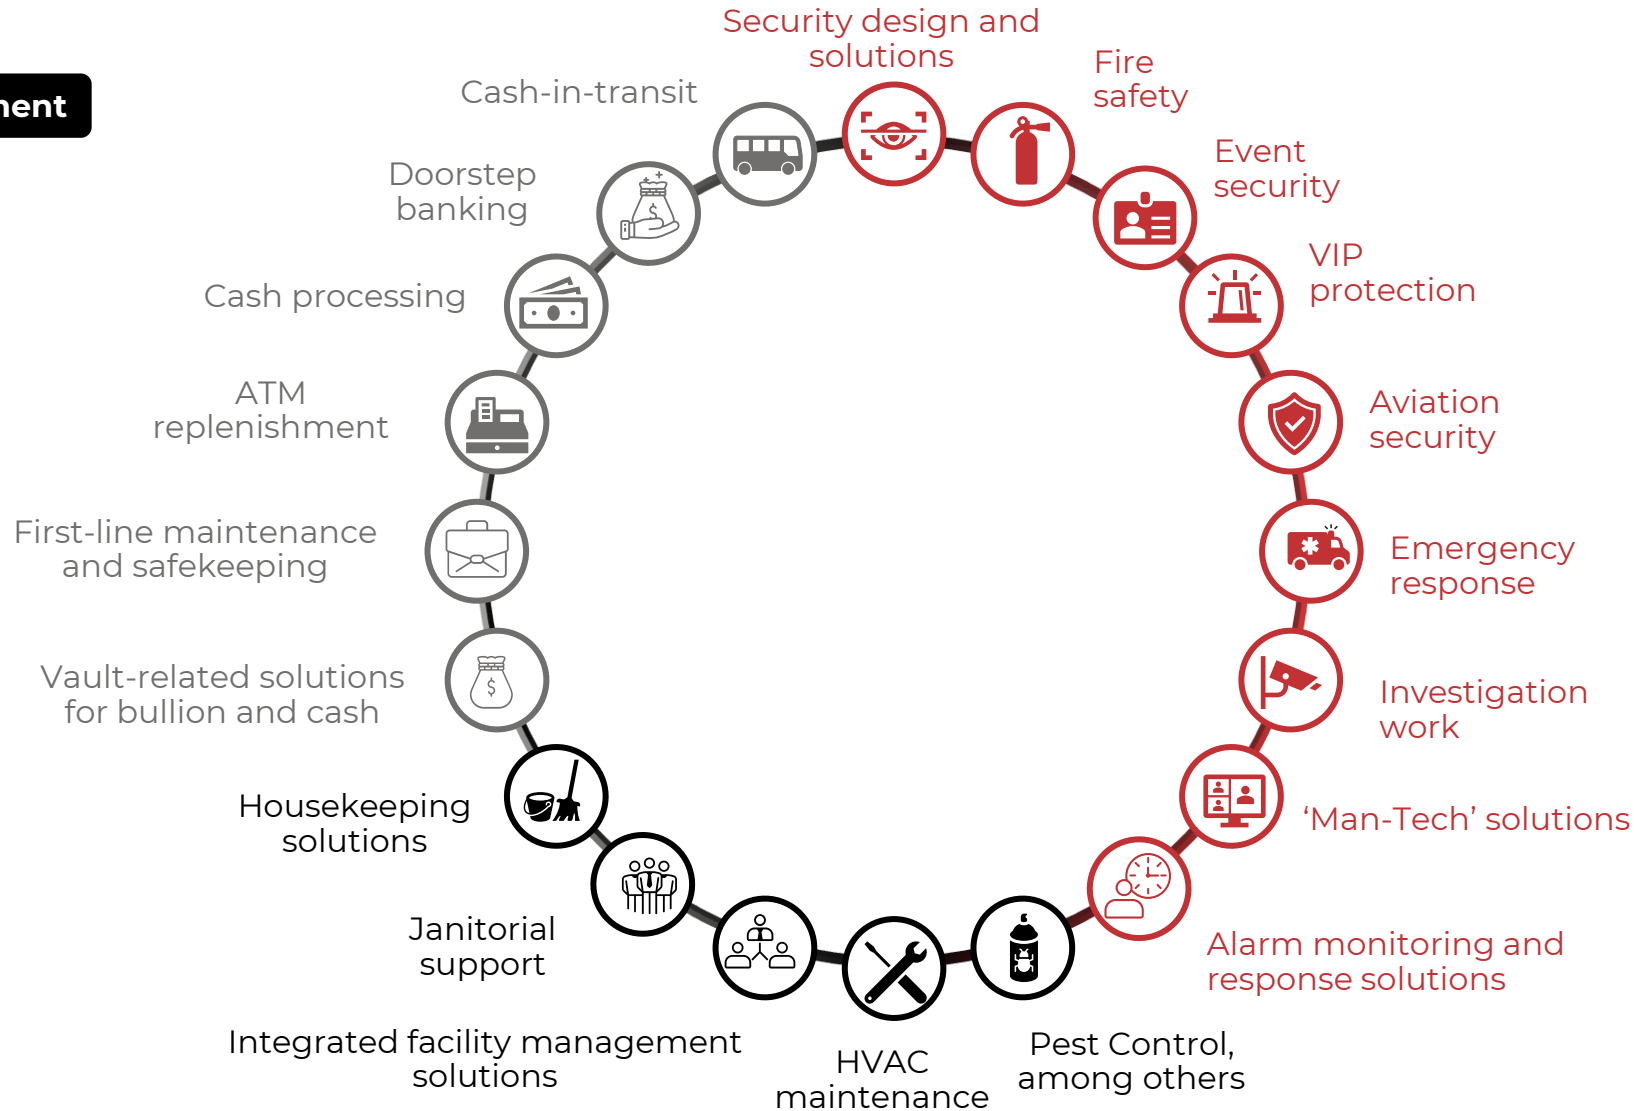 Security design and
solutions
Fire
safety
Event
security
VIP
protection
Aviation
security
Emergency
response
Investigation
work
‘Man-Tech’ solutions
Alarm monitoring and
response solutions
Pest Control,
among others
HVAC
maintenance
Integrated facility management
solutions
Janitorial
support
Housekeeping
solutions
Vault-related solutions
for bullion and cash
First-line maintenance
and safekeeping
ATM
replenishment
Cash processing
Doorstep
banking
Cash-in-transit